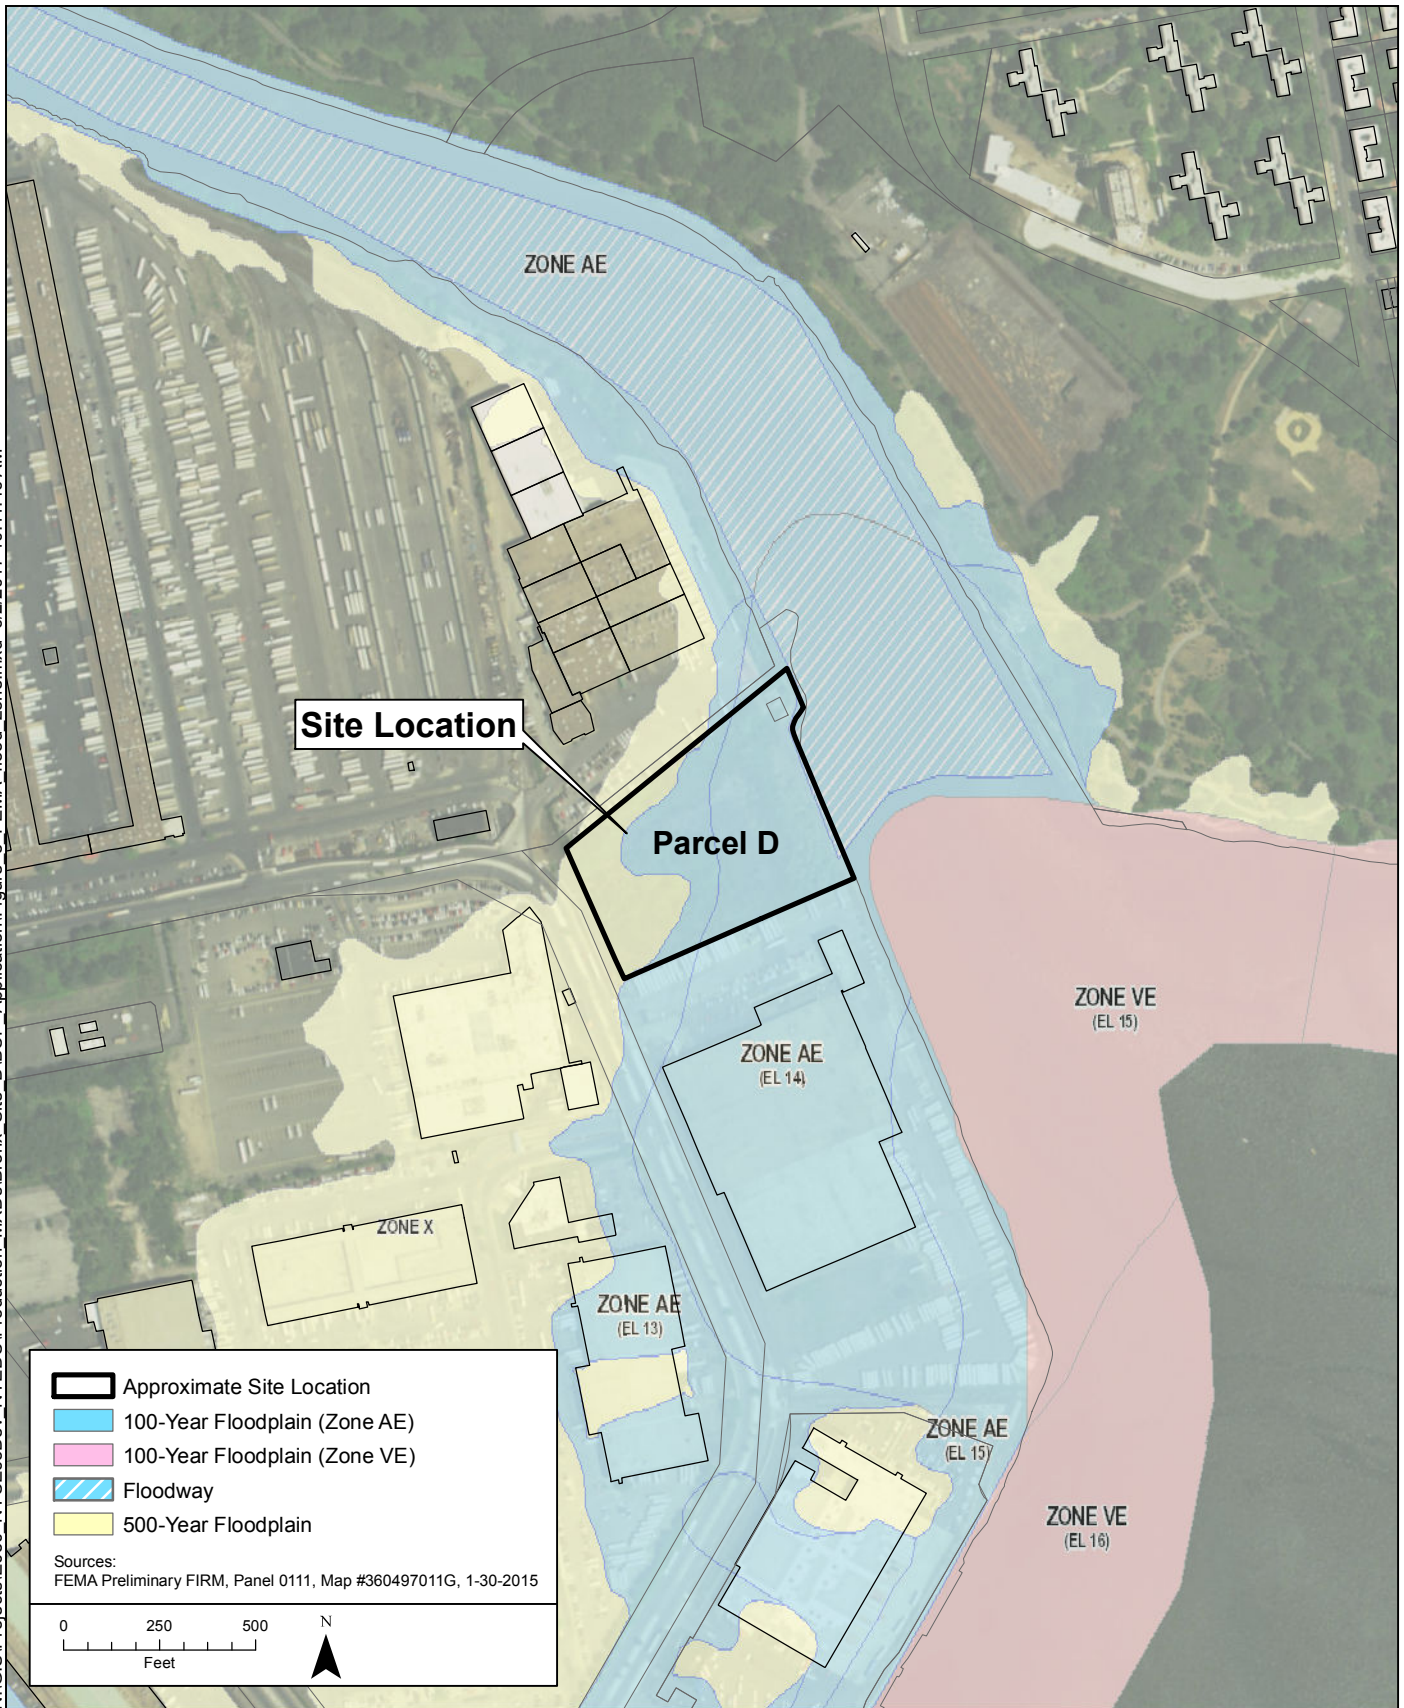 ZONE AE
Site Location
Parcel D
ZONE VE
(EL 15)
ZONE AE
(EL 14)
ZONE X
ZONE AE
(EL 13)
ZONE AE
(EL 15)
ZONE VE
(EL 16)
Approximate Site Location
100-Year Floodplain (Zone AE)
100-Year Floodplain (Zone VE)
Floodway
500-Year Floodplain
Sources:
FEMA Preliminary FIRM, Panel 0111, Map #360497011G, 1-30-2015
0 250 500
Feet
N